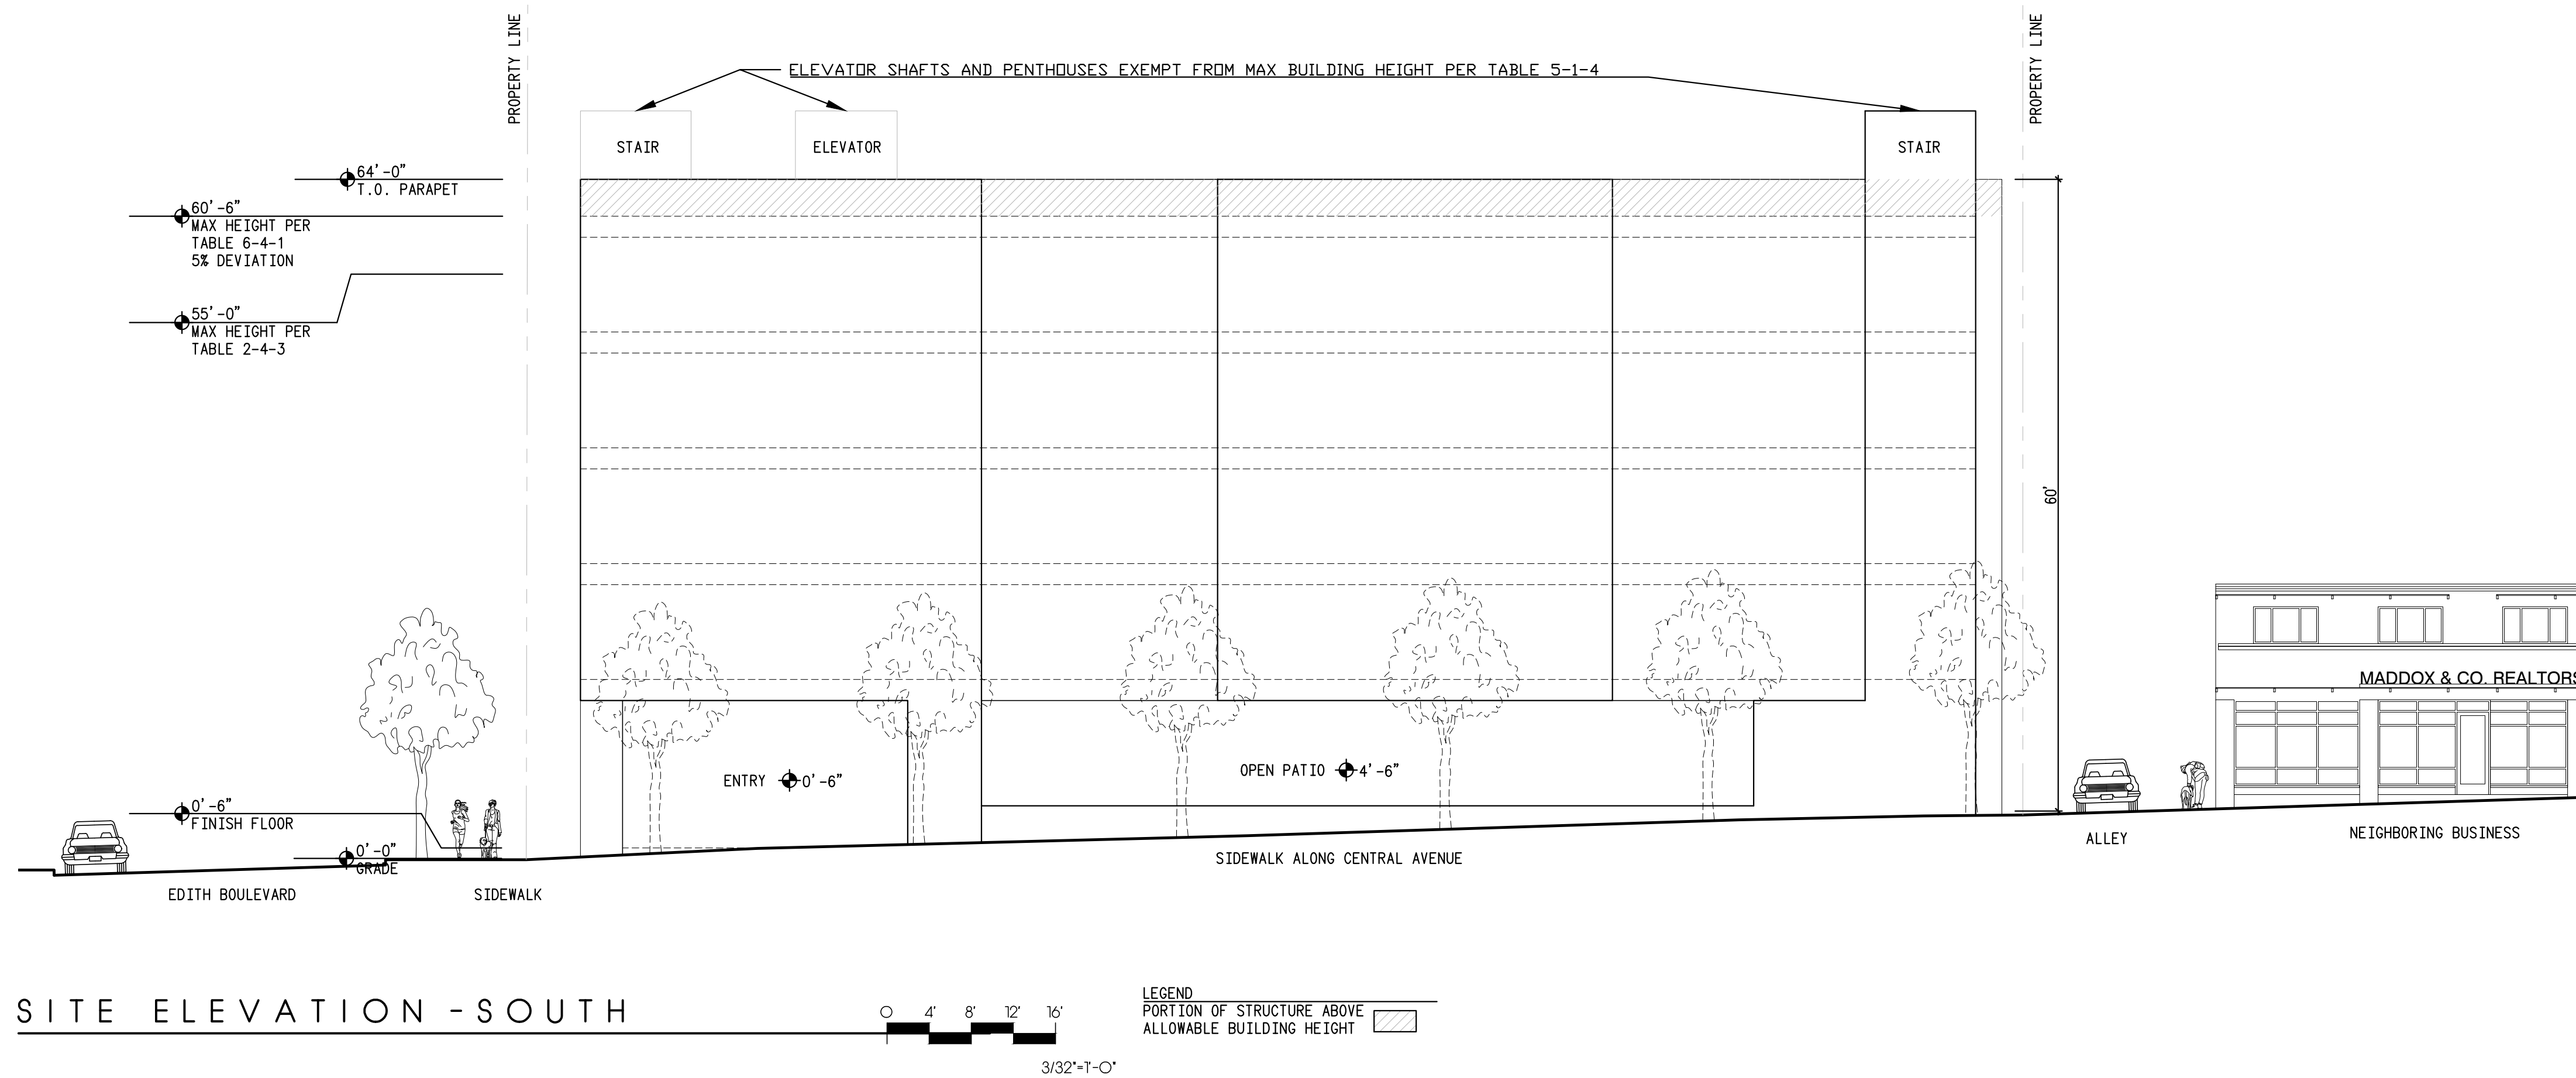 PROPERTY LINE
PROPERTY LINE
ELEVATOR SHAFTS AND PENTHOUSES EXEMPT FROM MAX BUILDING HEIGHT PER TABLE 5-1-4
STAIR
ELEVATOR
STAIR
64'-0"
T.O. PARAPET
60'-6"
MAX HEIGHT PER
TABLE 6-4-1
5% DEVIATION
55'-0"
MAX HEIGHT PER
TABLE 2-4-3
60'
MADDOX & CO. REALTORS
ENTRY 0'-6"
OPEN PATIO 4'-6"
0'-6"
FINISH FLOOR
0'-0"
GRADE
EDITH BOULEVARD
SIDEWALK
SIDEWALK ALONG CENTRAL AVENUE
ALLEY
NEIGHBORING BUSINESS
SITE ELEVATION - SOUTH
0 4' 8' 12' 16'
3/32"=1'-0"
LEGEND
PORTION OF STRUCTURE ABOVE
ALLOWABLE BUILDING HEIGHT